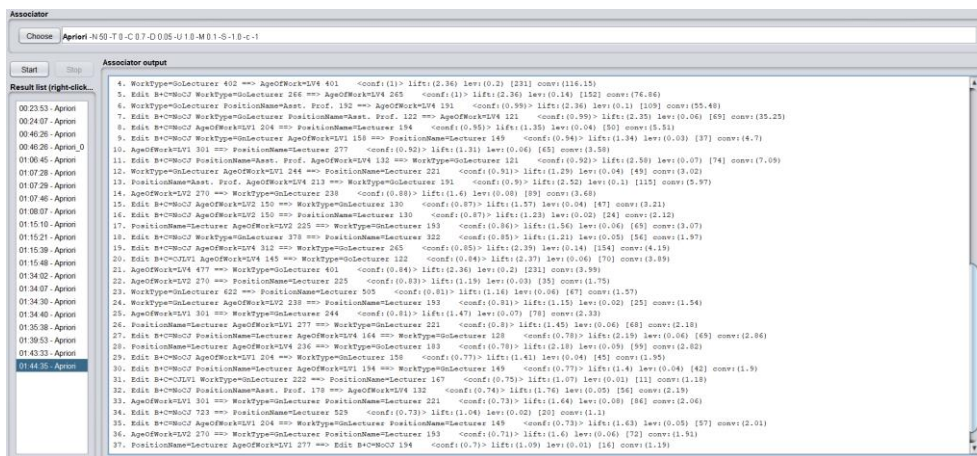 Associator
Choose Apriori -N 50 -T 0 -C 0.7 -D 0.05 -U 1.0 -M 0.1 -S -1.0 -c -1
Start Stop
Result list (right-click...
00:23:53 - Apriori
00:24:07 - Apriori
00:46:26 - Apriori
00:46:26 - Apriori_0
01:06:45 - Apriori
01:07:28 - Apriori
01:07:29 - Apriori
01:07:46 - Apriori
01:08:07 - Apriori
01:15:10 - Apriori
01:15:21 - Apriori
01:15:39 - Apriori
01:15:48 - Apriori
01:34:02 - Apriori
01:34:07 - Apriori
01:34:30 - Apriori
01:34:40 - Apriori
01:35:38 - Apriori
01:39:53 - Apriori
01:43:33 - Apriori
01:44:35 - Apriori
Associator output
4. WorkType=GoLecturer 402 ==> AgeOfWork=LV4 401 <conf:(1)> lift:(2.36) lev:(0.2) [231] conv:(116.15)
5. Edit B+C=NoCJ WorkType=GoLecturer 266 ==> AgeOfWork=LV4 265 <conf:(1)> lift:(2.36) lev:(0.14) [152] conv:(76.86)
6. WorkType=GoLecturer PositionName=Asst. Prof. 192 ==> AgeOfWork=LV4 191 <conf:(0.99)> lift:(2.36) lev:(0.1) [109] conv:(55.48)
7. Edit B+C=NoCJ WorkType=GoLecturer PositionName=Asst. Prof. 122 ==> AgeOfWork=LV4 121 <conf:(0.99)> lift:(2.35) lev:(0.06) [69] conv:(35.25)
8. Edit B+C=NoCJ AgeOfWork=LV1 204 ==> PositionName=Lecturer 194 <conf:(0.95)> lift:(1.35) lev:(0.04) [50] conv:(5.51)
9. Edit B+C=NoCJ WorkType=GnLecturer AgeOfWork=LV1 158 ==> PositionName=Lecturer 149 <conf:(0.94)> lift:(1.34) lev:(0.03) [37] conv:(4.7)
10. AgeOfWork=LV1 301 ==> PositionName=Lecturer 277 <conf:(0.92)> lift:(1.31) lev:(0.06) [65] conv:(3.58)
11. Edit B+C=NoCJ PositionName=Asst. Prof. AgeOfWork=LV4 132 ==> WorkType=GoLecturer 121 <conf:(0.92)> lift:(2.58) lev:(0.07) [74] conv:(7.09)
12. WorkType=GnLecturer AgeOfWork=LV1 244 ==> PositionName=Lecturer 221 <conf:(0.91)> lift:(1.29) lev:(0.04) [49] conv:(3.02)
13. PositionName=Asst. Prof. AgeOfWork=LV4 213 ==> WorkType=GoLecturer 191 <conf:(0.9)> lift:(2.52) lev:(0.1) [115] conv:(5.97)
14. AgeOfWork=LV2 270 ==> WorkType=GnLecturer 238 <conf:(0.88)> lift:(1.6) lev:(0.08) [89] conv:(3.68)
15. Edit B+C=NoCJ AgeOfWork=LV2 150 ==> WorkType=GnLecturer 130 <conf:(0.87)> lift:(1.57) lev:(0.04) [47] conv:(3.21)
16. Edit B+C=NoCJ AgeOfWork=LV2 150 ==> PositionName=Lecturer 130 <conf:(0.87)> lift:(1.23) lev:(0.02) [24] conv:(2.12)
17. PositionName=Lecturer AgeOfWork=LV2 225 ==> WorkType=GnLecturer 193 <conf:(0.86)> lift:(1.56) lev:(0.06) [69] conv:(3.07)
18. Edit B+C=NoCJ WorkType=GnLecturer 378 ==> PositionName=Lecturer 322 <conf:(0.85)> lift:(1.21) lev:(0.05) [56] conv:(1.97)
19. Edit B+C=NoCJ AgeOfWork=LV4 312 ==> WorkType=GoLecturer 265 <conf:(0.85)> lift:(2.39) lev:(0.14) [154] conv:(4.19)
20. Edit B+C=CJLV1 AgeOfWork=LV4 145 ==> WorkType=GoLecturer 122 <conf:(0.84)> lift:(2.37) lev:(0.06) [70] conv:(3.89)
21. AgeOfWork=LV4 477 ==> WorkType=GoLecturer 401 <conf:(0.84)> lift:(2.36) lev:(0.2) [231] conv:(3.99)
22. AgeOfWork=LV2 270 ==> PositionName=Lecturer 225 <conf:(0.83)> lift:(1.19) lev:(0.03) [35] conv:(1.75)
23. WorkType=GnLecturer 622 ==> PositionName=Lecturer 505 <conf:(0.81)> lift:(1.16) lev:(0.06) [67] conv:(1.57)
24. WorkType=GnLecturer AgeOfWork=LV2 238 ==> PositionName=Lecturer 193 <conf:(0.81)> lift:(1.15) lev:(0.02) [25] conv:(1.54)
25. AgeOfWork=LV1 301 ==> WorkType=GnLecturer 244 <conf:(0.81)> lift:(1.47) lev:(0.07) [78] conv:(2.33)
26. PositionName=Lecturer AgeOfWork=LV1 277 ==> WorkType=GnLecturer 221 <conf:(0.8)> lift:(1.45) lev:(0.06) [68] conv:(2.18)
27. Edit B+C=NoCJ PositionName=Lecturer AgeOfWork=LV4 164 ==> WorkType=GoLecturer 128 <conf:(0.78)> lift:(2.19) lev:(0.06) [69] conv:(2.86)
28. PositionName=Lecturer AgeOfWork=LV4 236 ==> WorkType=GoLecturer 183 <conf:(0.78)> lift:(2.18) lev:(0.09) [99] conv:(2.82)
29. Edit B+C=NoCJ AgeOfWork=LV1 204 ==> WorkType=GnLecturer 158 <conf:(0.77)> lift:(1.41) lev:(0.04) [45] conv:(1.95)
30. Edit B+C=NoCJ PositionName=Lecturer AgeOfWork=LV1 194 ==> WorkType=GnLecturer 149 <conf:(0.77)> lift:(1.4) lev:(0.04) [42] conv:(1.9)
31. Edit B+C=CJLV1 WorkType=GnLecturer 222 ==> PositionName=Lecturer 167 <conf:(0.75)> lift:(1.07) lev:(0.01) [11] conv:(1.18)
32. Edit B+C=NoCJ PositionName=Asst. Prof. 178 ==> AgeOfWork=LV4 132 <conf:(0.74)> lift:(1.76) lev:(0.05) [56] conv:(2.19)
33. AgeOfWork=LV1 301 ==> WorkType=GnLecturer PositionName=Lecturer 221 <conf:(0.73)> lift:(1.64) lev:(0.08) [86] conv:(2.06)
34. Edit B+C=NoCJ 723 ==> PositionName=Lecturer 529 <conf:(0.73)> lift:(1.04) lev:(0.02) [20] conv:(1.1)
35. Edit B+C=NoCJ AgeOfWork=LV1 204 ==> WorkType=GnLecturer PositionName=Lecturer 149 <conf:(0.73)> lift:(1.63) lev:(0.05) [57] conv:(2.01)
36. AgeOfWork=LV2 270 ==> WorkType=GnLecturer PositionName=Lecturer 193 <conf:(0.71)> lift:(1.6) lev:(0.06) [72] conv:(1.91)
37. PositionName=Lecturer AgeOfWork=LV1 277 ==> Edit B+C=NoCJ 194 <conf:(0.7)> lift:(1.09) lev:(0.01) [16] conv:(1.19)